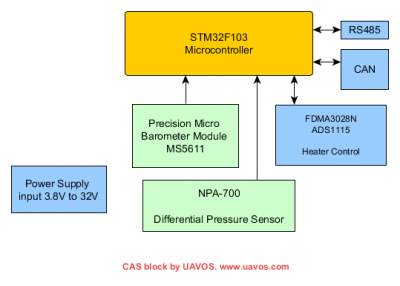 STM32F103
Microcontroller
RS485
CAN
Precision Micro
Barometer Module
MS5611
FDMA3028N
ADS1115
Heater Control
Power Supply
input 3.8V to 32V
NPA-700
Differential Pressure Sensor
CAS block by UAVOS. www.uavos.com